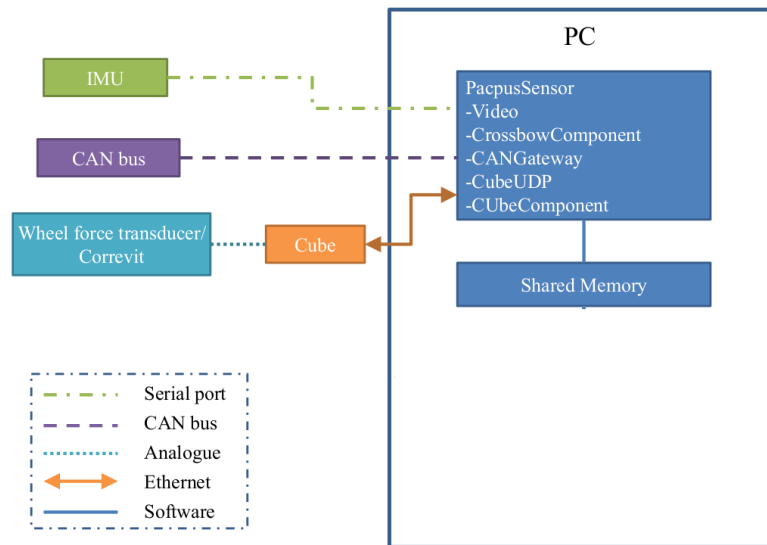 PC
IMU
PacpusSensor
-Video
-CrossbowComponent
-CANGateway
-CubeUDP
-CUbeComponent
CAN bus
Wheel force transducer/
Correvit
Cube
Shared Memory
Serial port
CAN bus
Analogue
Ethernet
Software